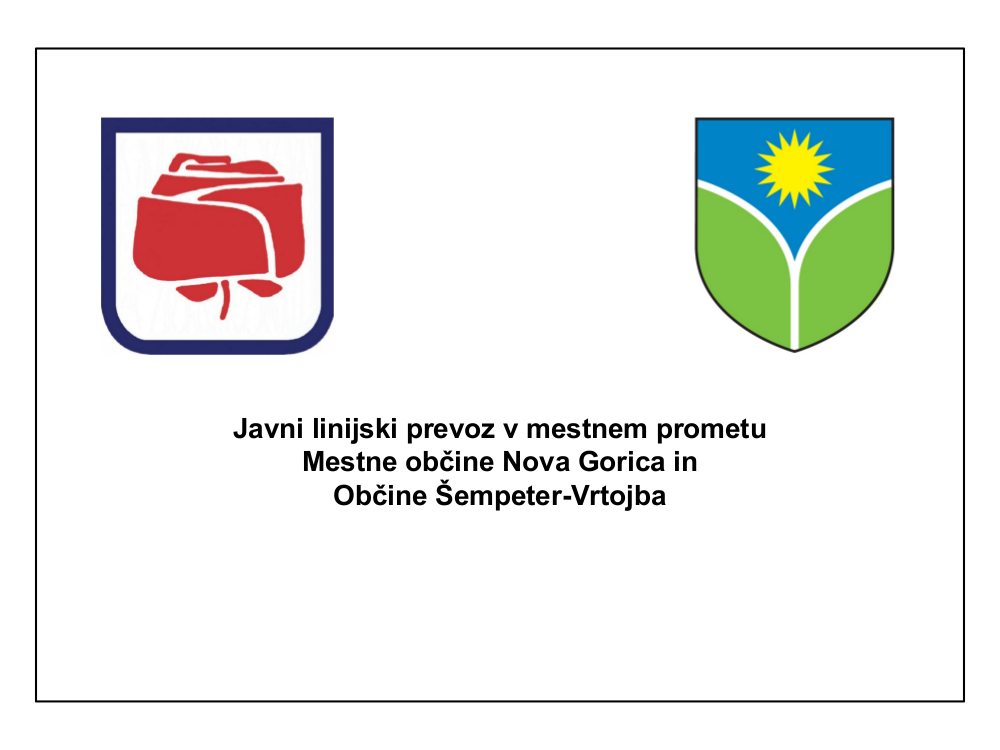 Javni linijski prevoz v mestnem prometu
Mestne občine Nova Gorica in
Občine Šempeter-Vrtojba